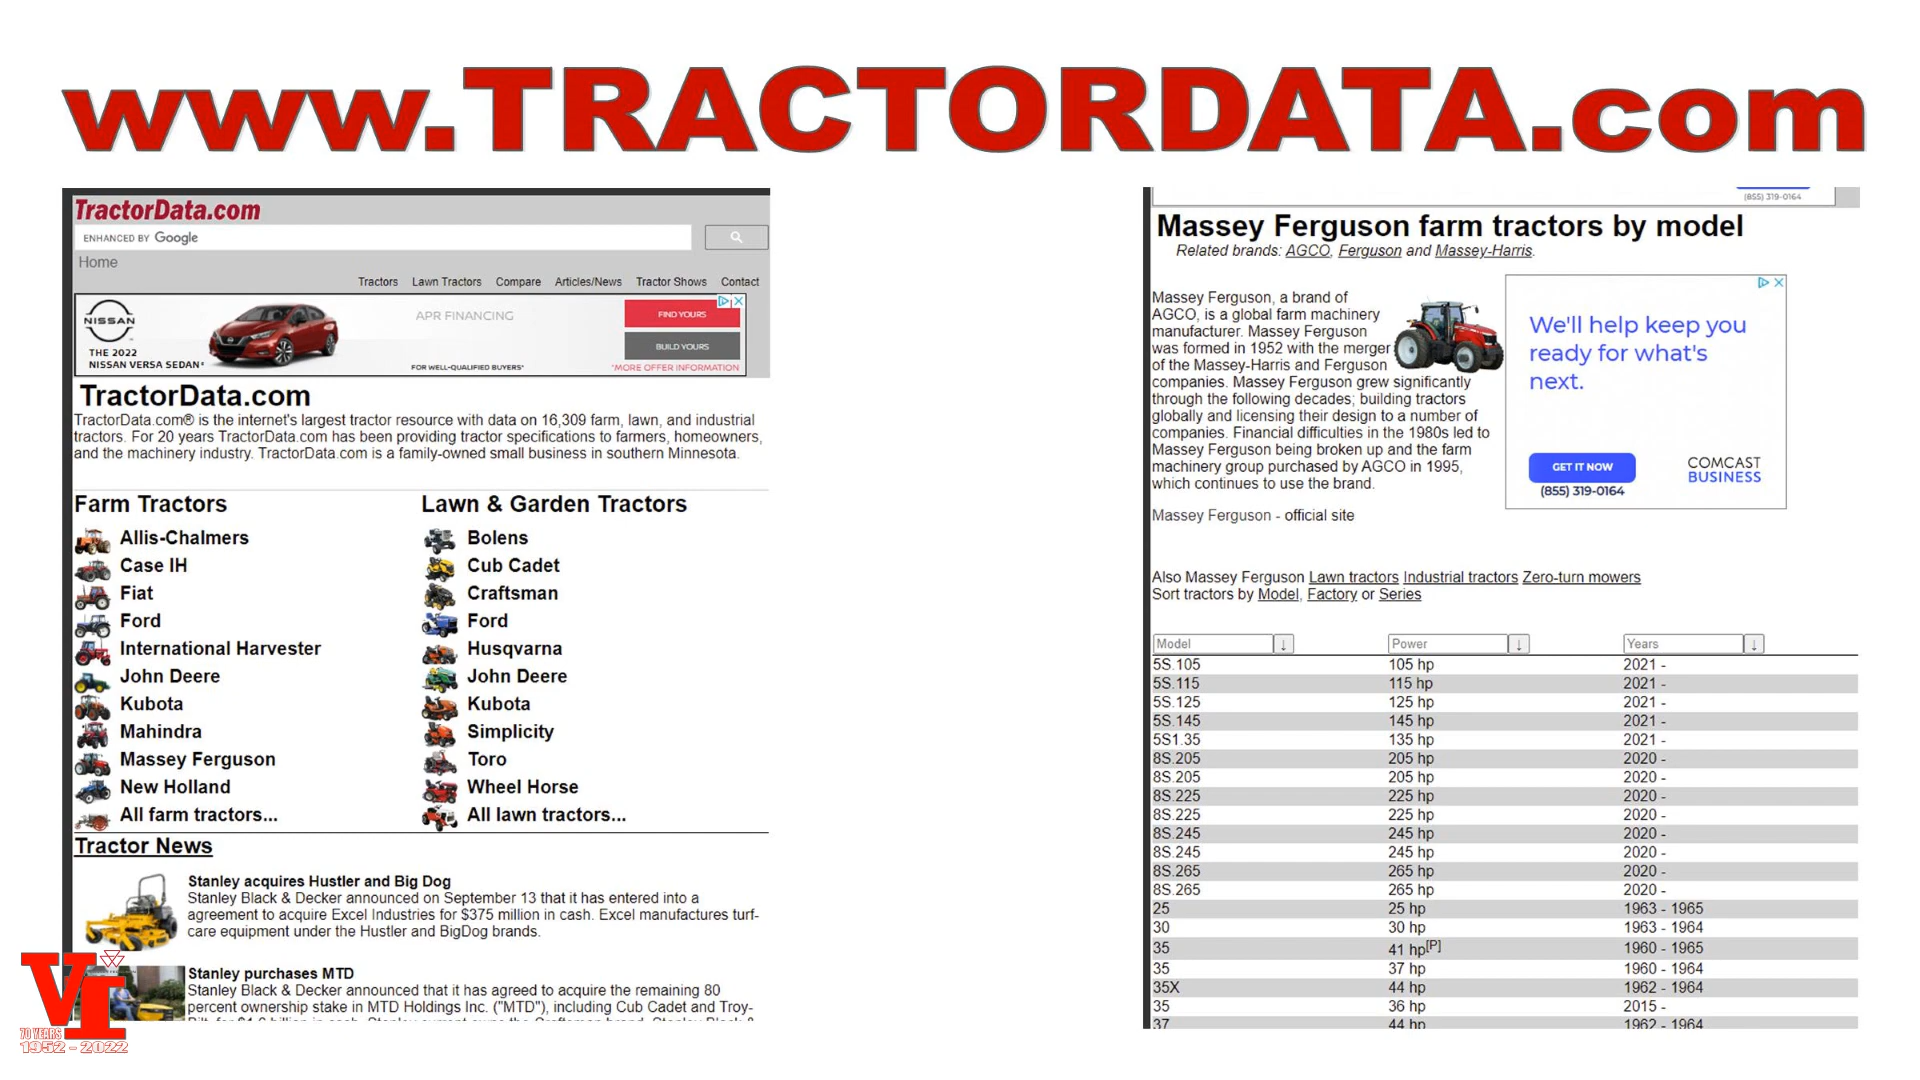 www.TRACTORDATA.com
TractorData.com
ENHANCED BY Google
Home
Tractors Lawn Tractors Compare Articles/News Tractor Shows Contact
NISSAN
THE 2022
NISSAN VERSA SEDAN*
APR FINANCING
FOR WELL-QUALIFIED BUYERS*
FIND YOURS
BUILD YOURS
*MORE OFFER INFORMATION
TractorData.com
TractorData.com® is the internet's largest tractor resource with data on 16,309 farm, lawn, and industrial
tractors. For 20 years TractorData.com has been providing tractor specifications to farmers, homeowners,
and the machinery industry. TractorData.com is a family-owned small business in southern Minnesota.
Farm Tractors
Allis-Chalmers
Case IH
Fiat
Ford
International Harvester
John Deere
Kubota
Mahindra
Massey Ferguson
New Holland
All farm tractors...
Lawn & Garden Tractors
Bolens
Cub Cadet
Craftsman
Ford
Husqvarna
John Deere
Kubota
Simplicity
Toro
Wheel Horse
All lawn tractors...
Tractor News
Stanley acquires Hustler and Big Dog
Stanley Black & Decker announced on September 13 that it has entered into a
agreement to acquire Excel Industries for $375 million in cash. Excel manufactures turf-
care equipment under the Hustler and BigDog brands.
Stanley purchases MTD
Stanley Black & Decker announced that it has agreed to acquire the remaining 80
percent ownership stake in MTD Holdings Inc. ("MTD"), including Cub Cadet and Troy-
VI
70 YEARS
1952 - 2022
(855) 319-0164
Massey Ferguson farm tractors by model
Related brands: AGCO, Ferguson and Massey-Harris.
Massey Ferguson, a brand of
AGCO, is a global farm machinery
manufacturer. Massey Ferguson
was formed in 1952 with the merger
of the Massey-Harris and Ferguson
companies. Massey Ferguson grew significantly
through the following decades; building tractors
globally and licensing their design to a number of
companies. Financial difficulties in the 1980s led to
Massey Ferguson being broken up and the farm
machinery group purchased by AGCO in 1995,
which continues to use the brand.
Massey Ferguson - official site
We'll help keep you
ready for what's
next.
GET IT NOW
(855) 319-0164
COMCAST
BUSINESS
Also Massey Ferguson Lawn tractors Industrial tractors Zero-turn mowers
Sort tractors by Model, Factory or Series
Model ↓ Power ↓ Years ↓
5S.105 105 hp 2021 -
5S.115 115 hp 2021 -
5S.125 125 hp 2021 -
5S.145 145 hp 2021 -
5S1.35 135 hp 2021 -
8S.205 205 hp 2020 -
8S.205 205 hp 2020 -
8S.225 225 hp 2020 -
8S.225 225 hp 2020 -
8S.245 245 hp 2020 -
8S.245 245 hp 2020 -
8S.265 265 hp 2020 -
8S.265 265 hp 2020 -
25 25 hp 1963 - 1965
30 30 hp 1963 - 1964
35 41 hp[P] 1960 - 1965
35 37 hp 1960 - 1964
35X 44 hp 1962 - 1964
35 36 hp 2015 -
37 44 hp 1962 - 1964